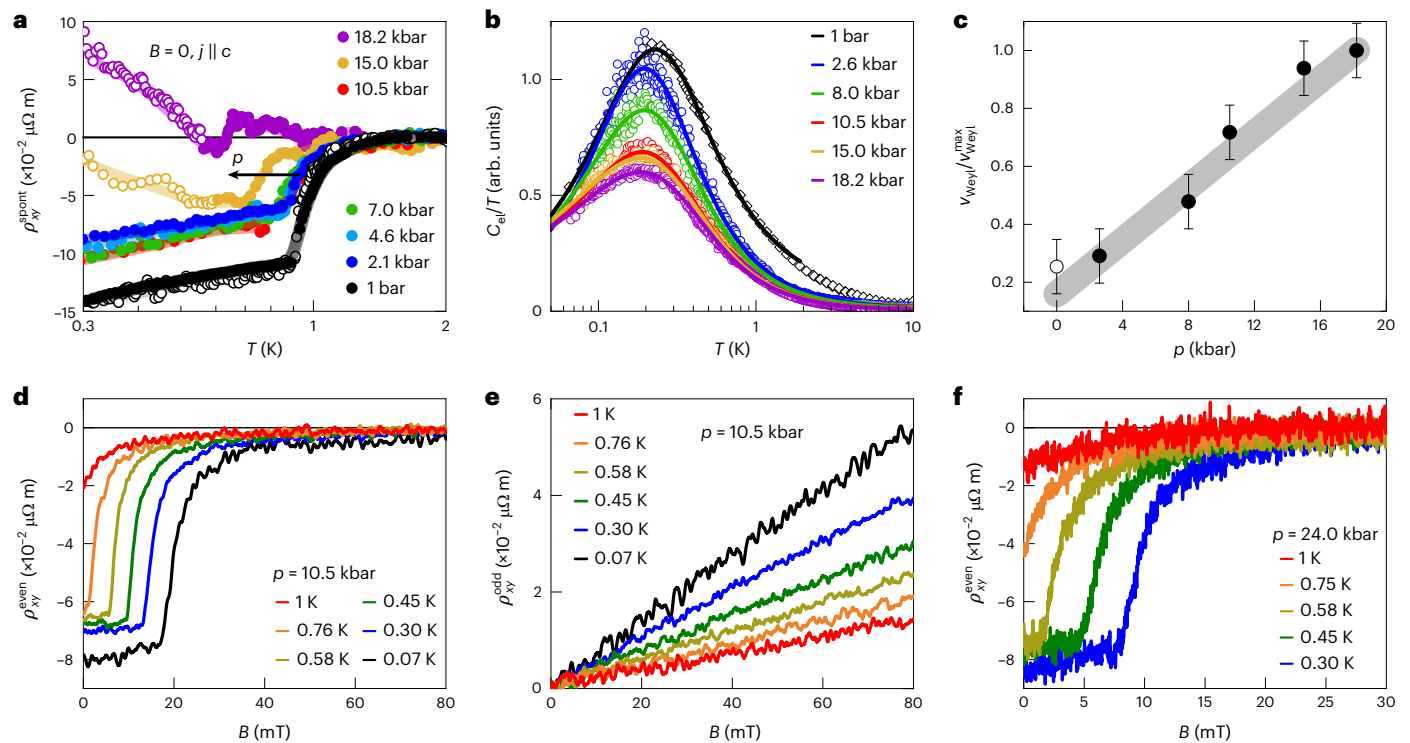 a
10
5
0
−5
−10
−15
ρxy^spont (×10−2 μΩ m)
B = 0, j || c
18.2 kbar
15.0 kbar
10.5 kbar
p
7.0 kbar
4.6 kbar
2.1 kbar
1 bar
0.3
1
2
T (K)
b
1.0
0.5
0
Cel/T (arb. units)
1 bar
2.6 kbar
8.0 kbar
10.5 kbar
15.0 kbar
18.2 kbar
0.1
1
10
T (K)
c
1.0
0.8
0.6
0.4
0.2
vWeyl/vWeyl^max
0
4
8
12
16
20
p (kbar)
d
0
−2
−4
−6
−8
ρxy^even (×10−2 μΩ m)
p = 10.5 kbar
1 K
0.45 K
0.76 K
0.30 K
0.58 K
0.07 K
0
20
40
60
80
B (mT)
e
6
4
2
0
ρxy^odd (×10−2 μΩ m)
1 K
p = 10.5 kbar
0.76 K
0.58 K
0.45 K
0.30 K
0.07 K
0
20
40
60
80
B (mT)
f
0
−2
−4
−6
−8
ρxy^even (×10−2 μΩ m)
p = 24.0 kbar
1 K
0.75 K
0.58 K
0.45 K
0.30 K
0
5
10
15
20
25
30
B (mT)